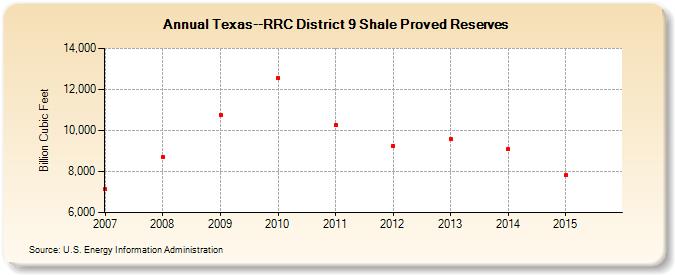 Annual Texas--RRC District 9 Shale Proved Reserves
Billion Cubic Feet
14,000
12,000
10,000
8,000
6,000
2007 2008 2009 2010 2011 2012 2013 2014 2015
Source: U.S. Energy Information Administration